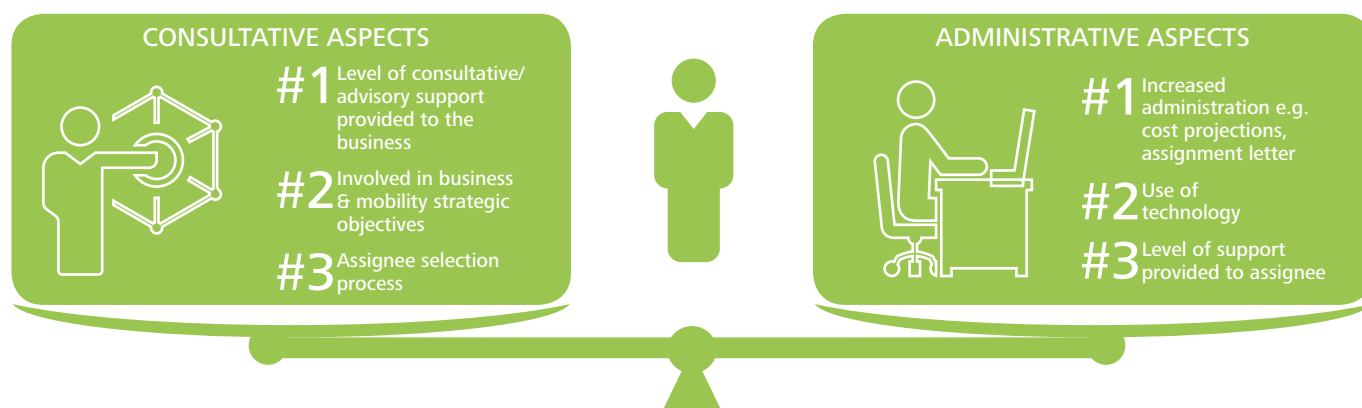 CONSULTATIVE ASPECTS
#1 Level of consultative/
advisory support
provided to the
business
#2 Involved in business
& mobility strategic
objectives
#3 Assignee selection
process
ADMINISTRATIVE ASPECTS
#1 Increased
administration e.g.
cost projections,
assignment letter
#2 Use of
technology
#3 Level of support
provided to assignee